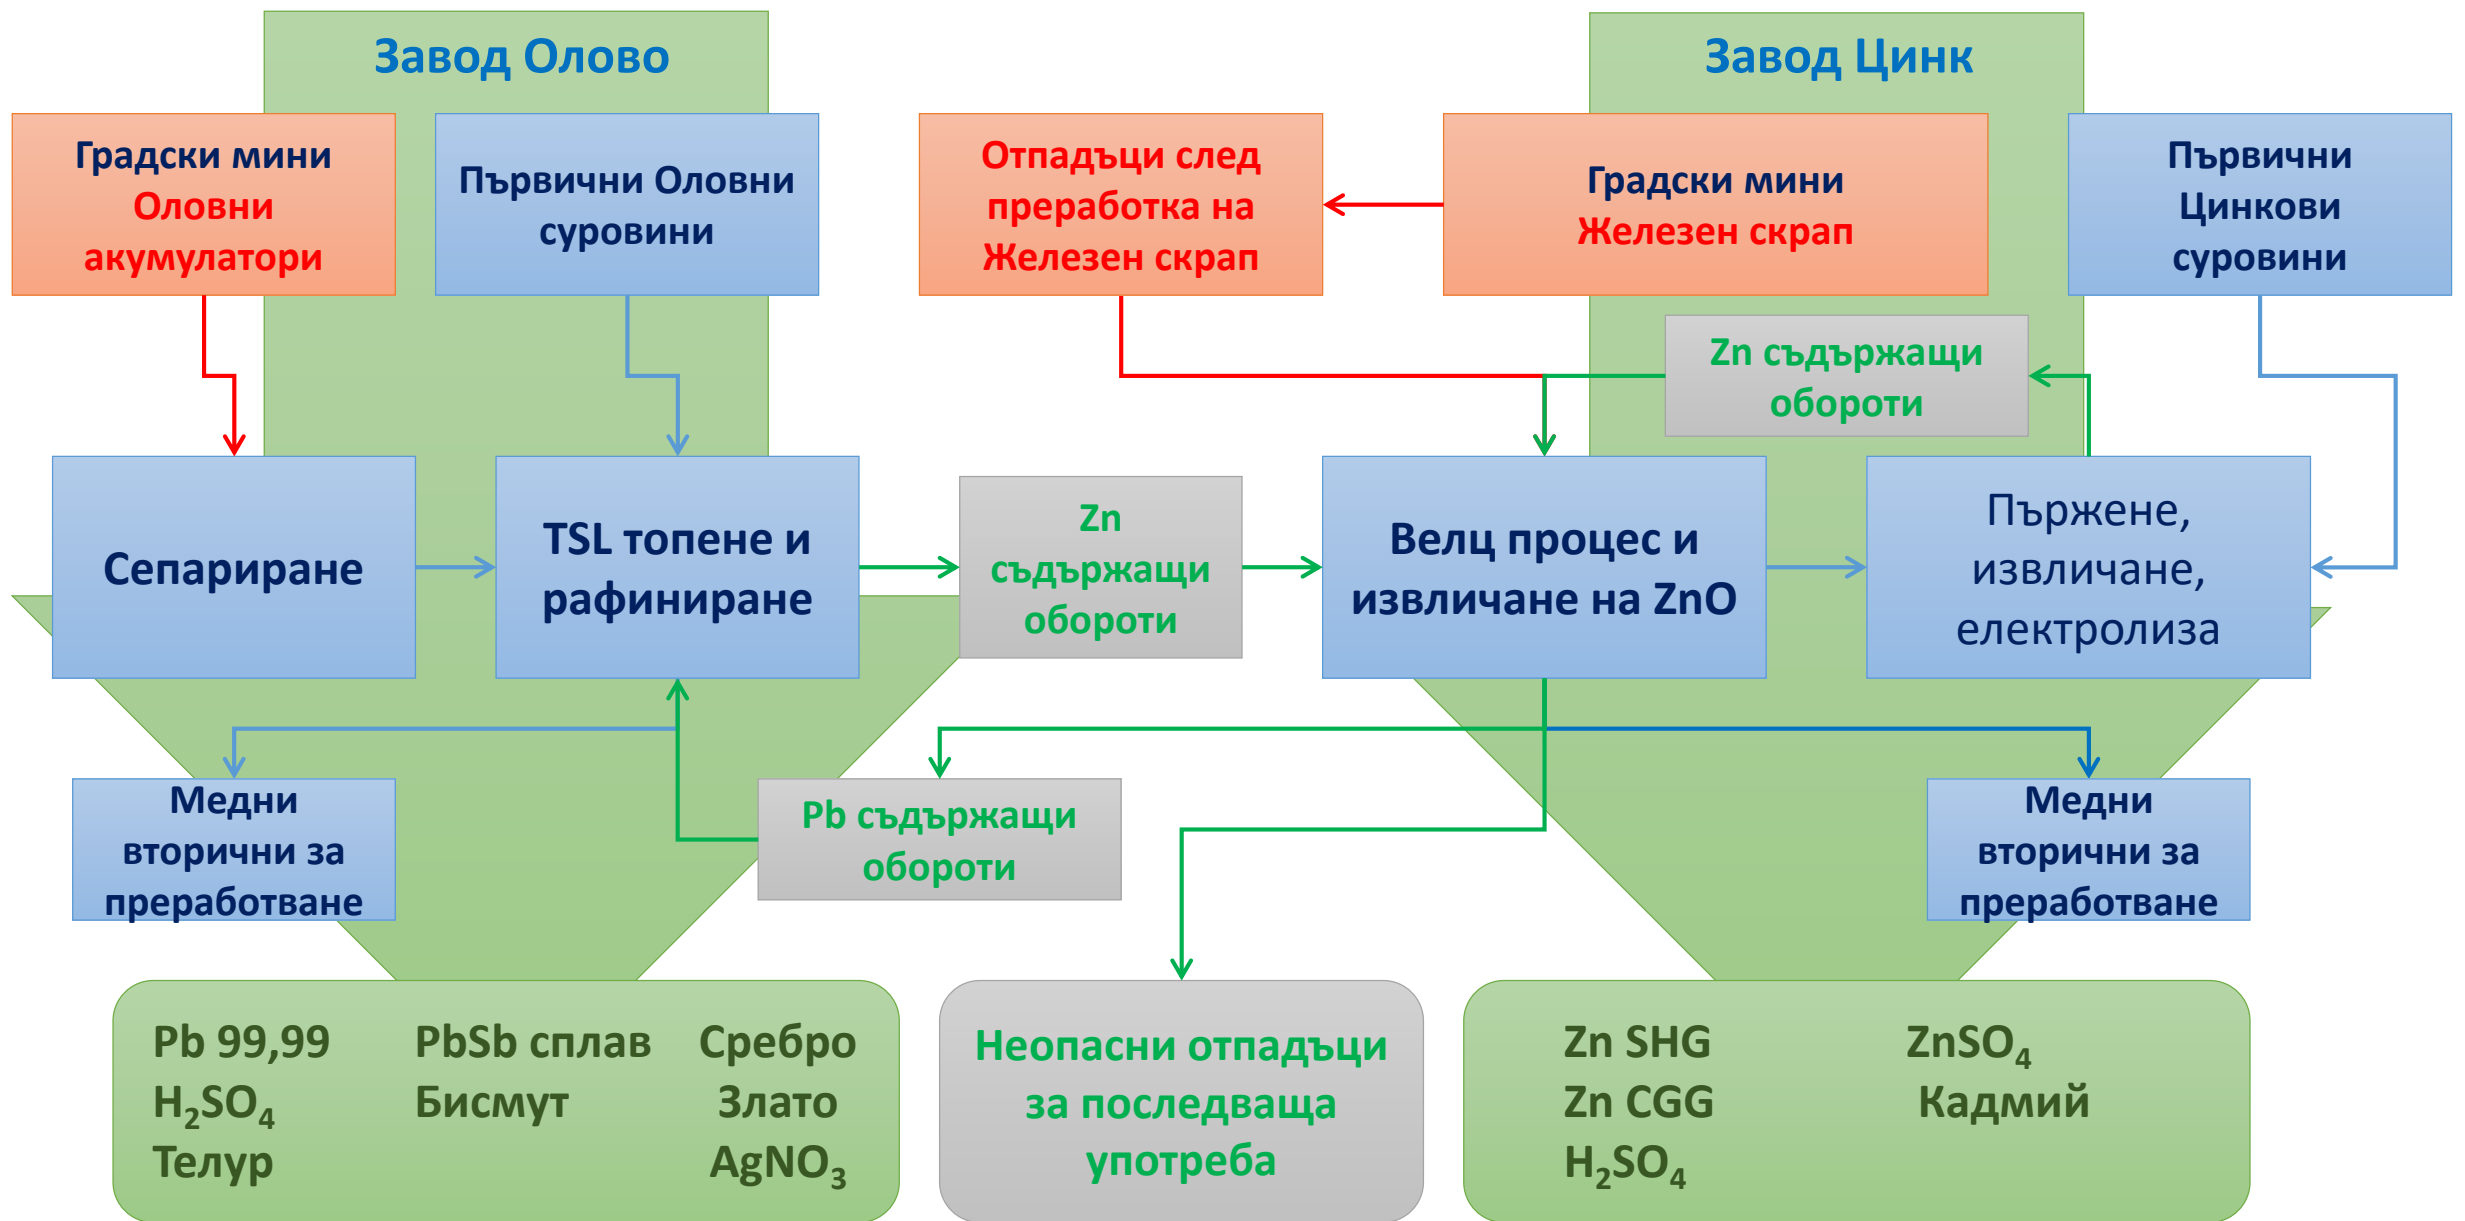 Завод Олово
Завод Цинк
Градски мини
Оловни
акумулатори
Първични Оловни
суровини
Отпадъци след
преработка на
Железен скрап
Градски мини
Железен скрап
Първични
Цинкови
суровини
Zn съдържащи
обороти
Сепариране
TSL топене и
рафиниране
Zn
съдържащи
обороти
Велц процес и
извличане на ZnO
Пържене,
извличане,
електролиза
Медни
вторични за
преработване
Pb съдържащи
обороти
Медни
вторични за
преработване
Pb 99,99 PbSb сплав Сребро
H₂SO₄ Бисмут Злато
Телур AgNO₃
Неопасни отпадъци
за последваща
употреба
Zn SHG ZnSO₄
Zn CGG Кадмий
H₂SO₄